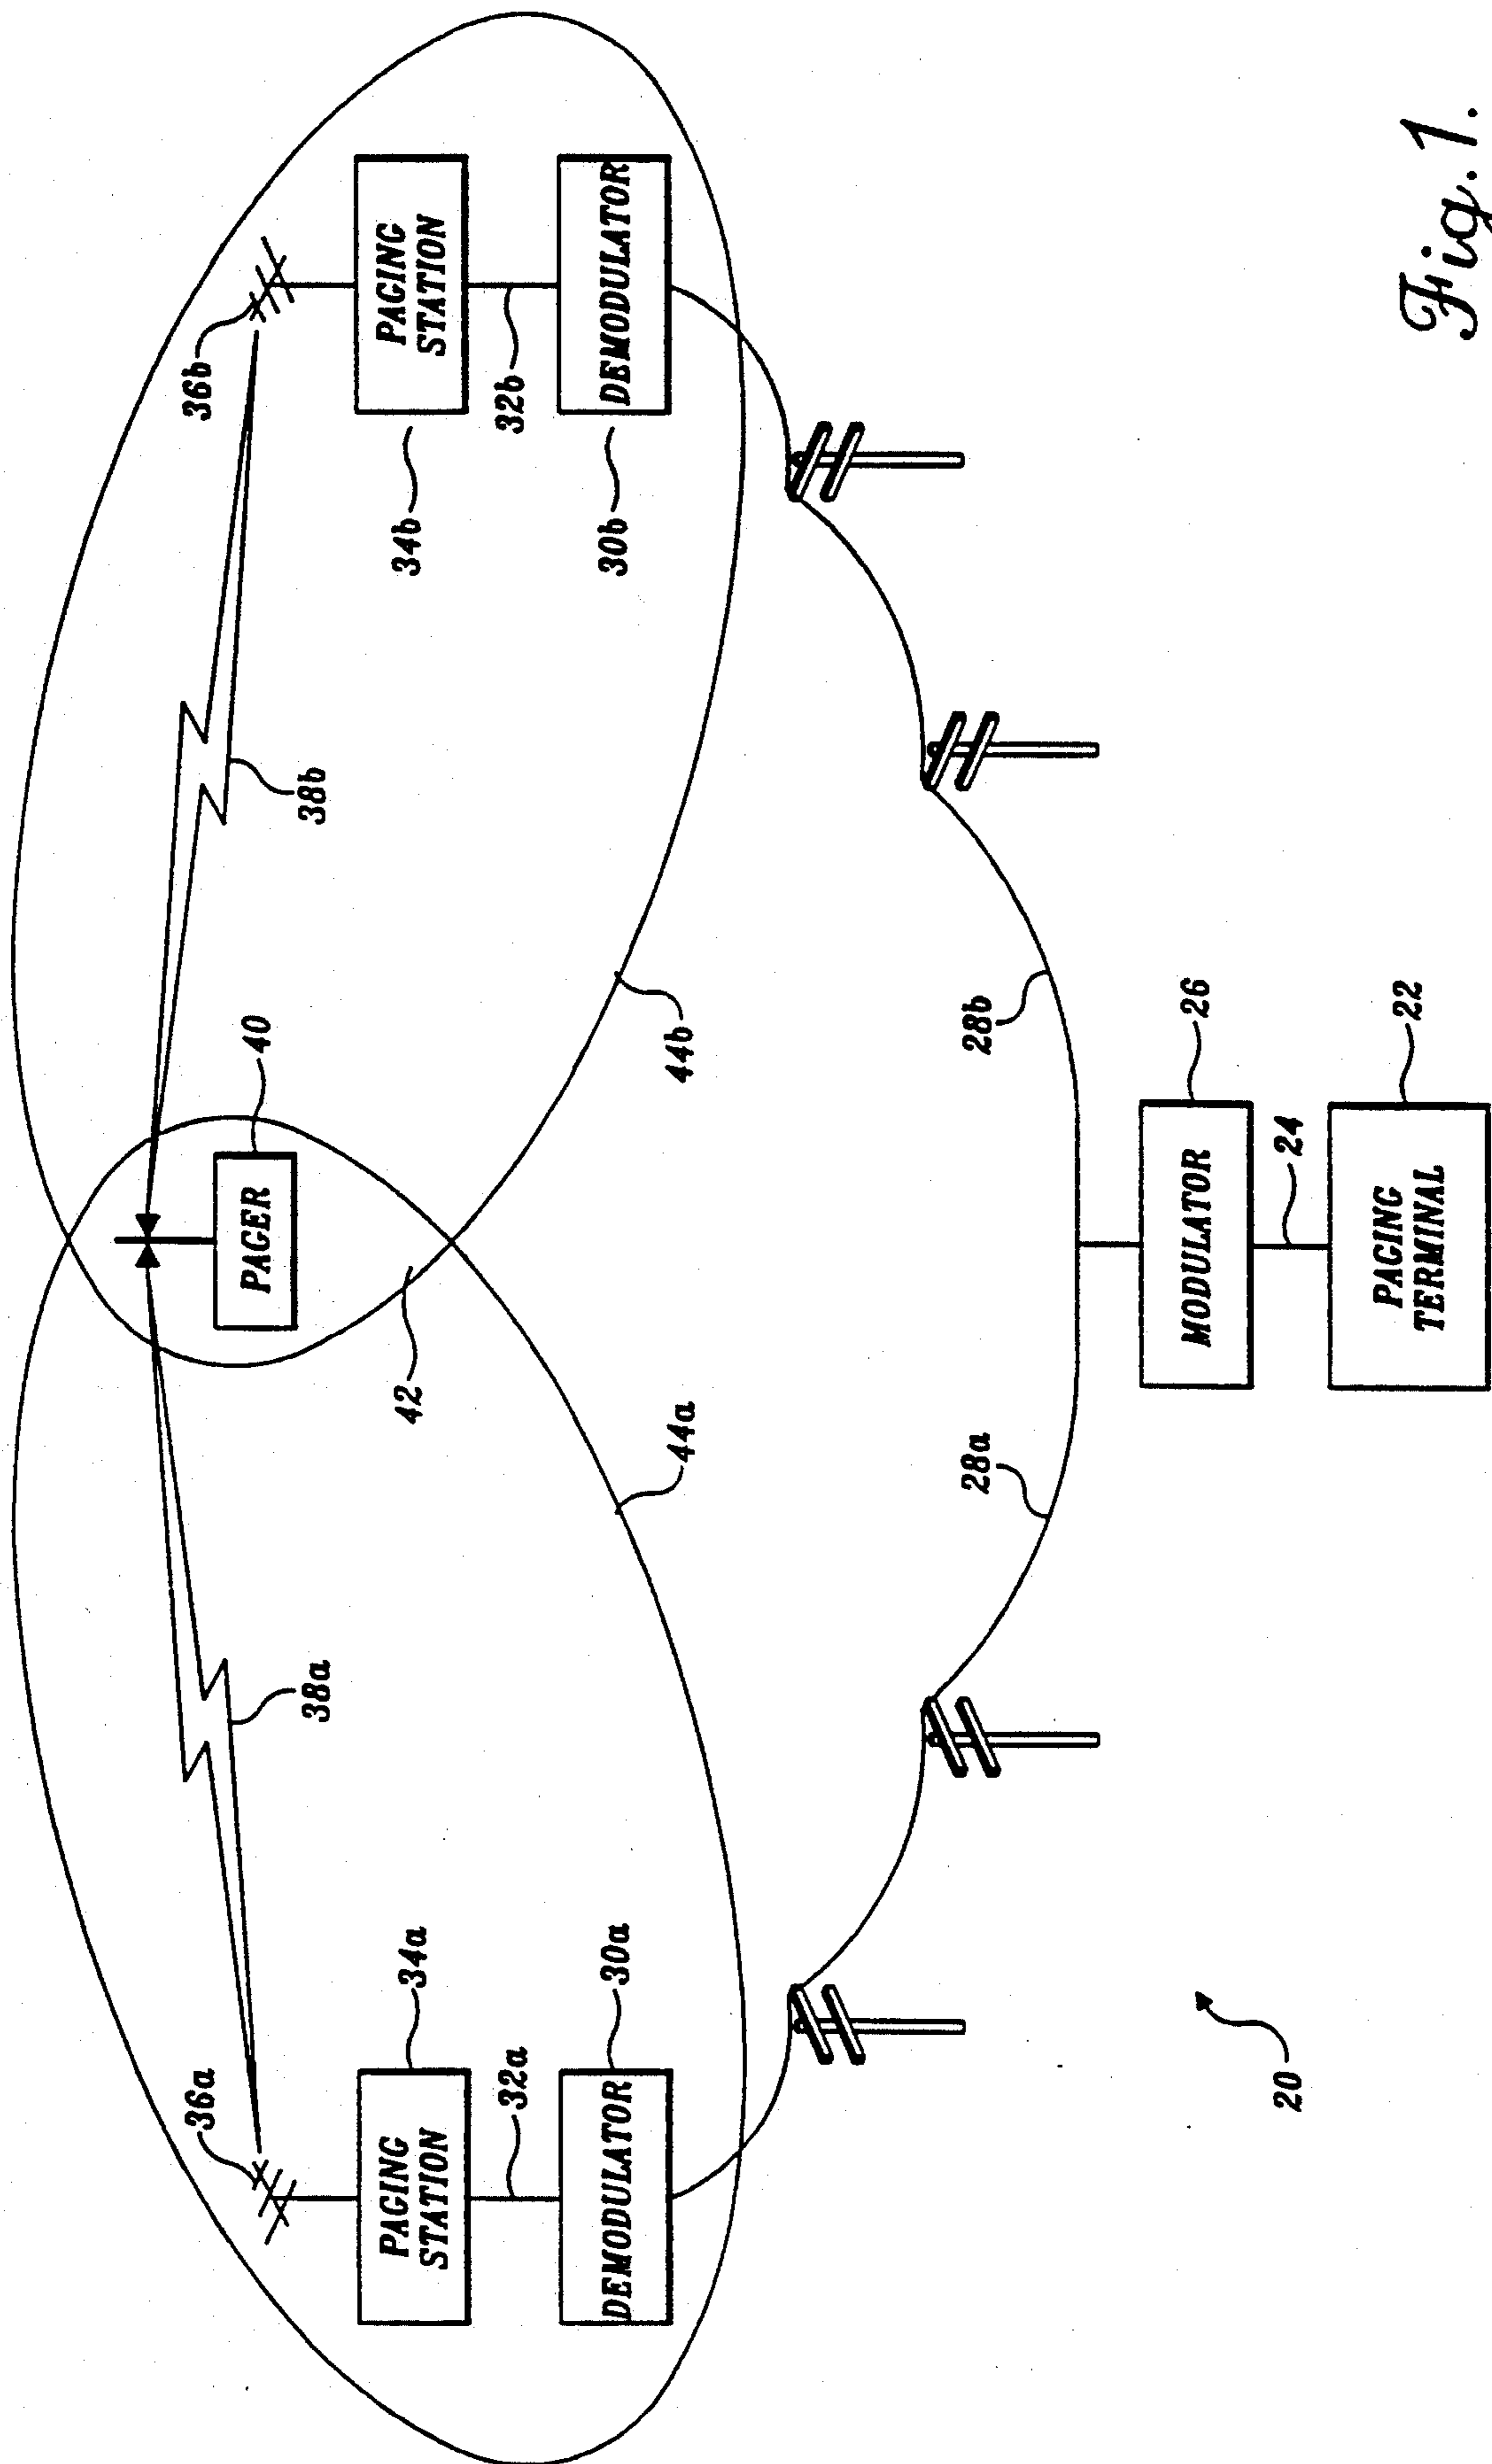 36a
34a
PAGING
STATION
32a
30a
DEMODULATOR
38a
44a
42
PAGER
40
38b
44b
36b
34b
PAGING
STATION
32b
30b
DEMODULATOR
28a
28b
MODULATOR
26
24
PAGING
TERMINAL
22
20
Fig. 1.